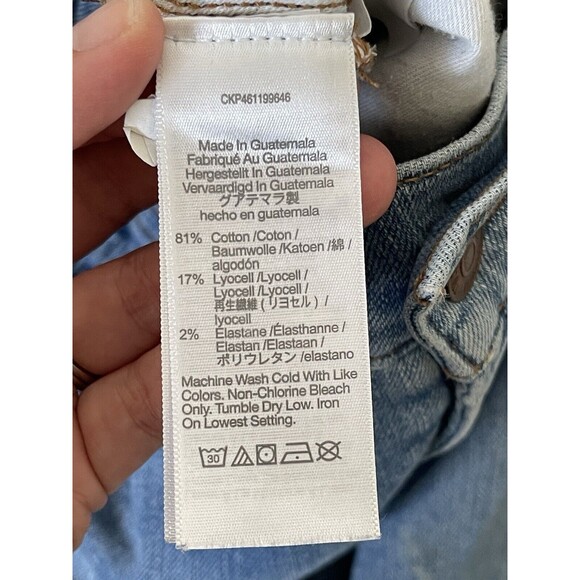 CKP461199646
Made In Guatemala
Fabriqué Au Guatemala
Hergestellt In Guatemala
Vervaardigd In Guatemala
グアテマラ製
hecho en guatemala
81% Cotton /Coton /
Baumwolle /Katoen /綿 /
algodón
17% Lyocell /Lyocell /
Lyocell /Lyocell /
再生繊維 ( リヨセル ) /
lyocell
2% Elastane /Élasthanne /
Elastan /Elastaan /
ポリウレタン /elastano
Machine Wash Cold With Like
Colors. Non-Chlorine Bleach
Only. Tumble Dry Low. Iron
On Lowest Setting.
30